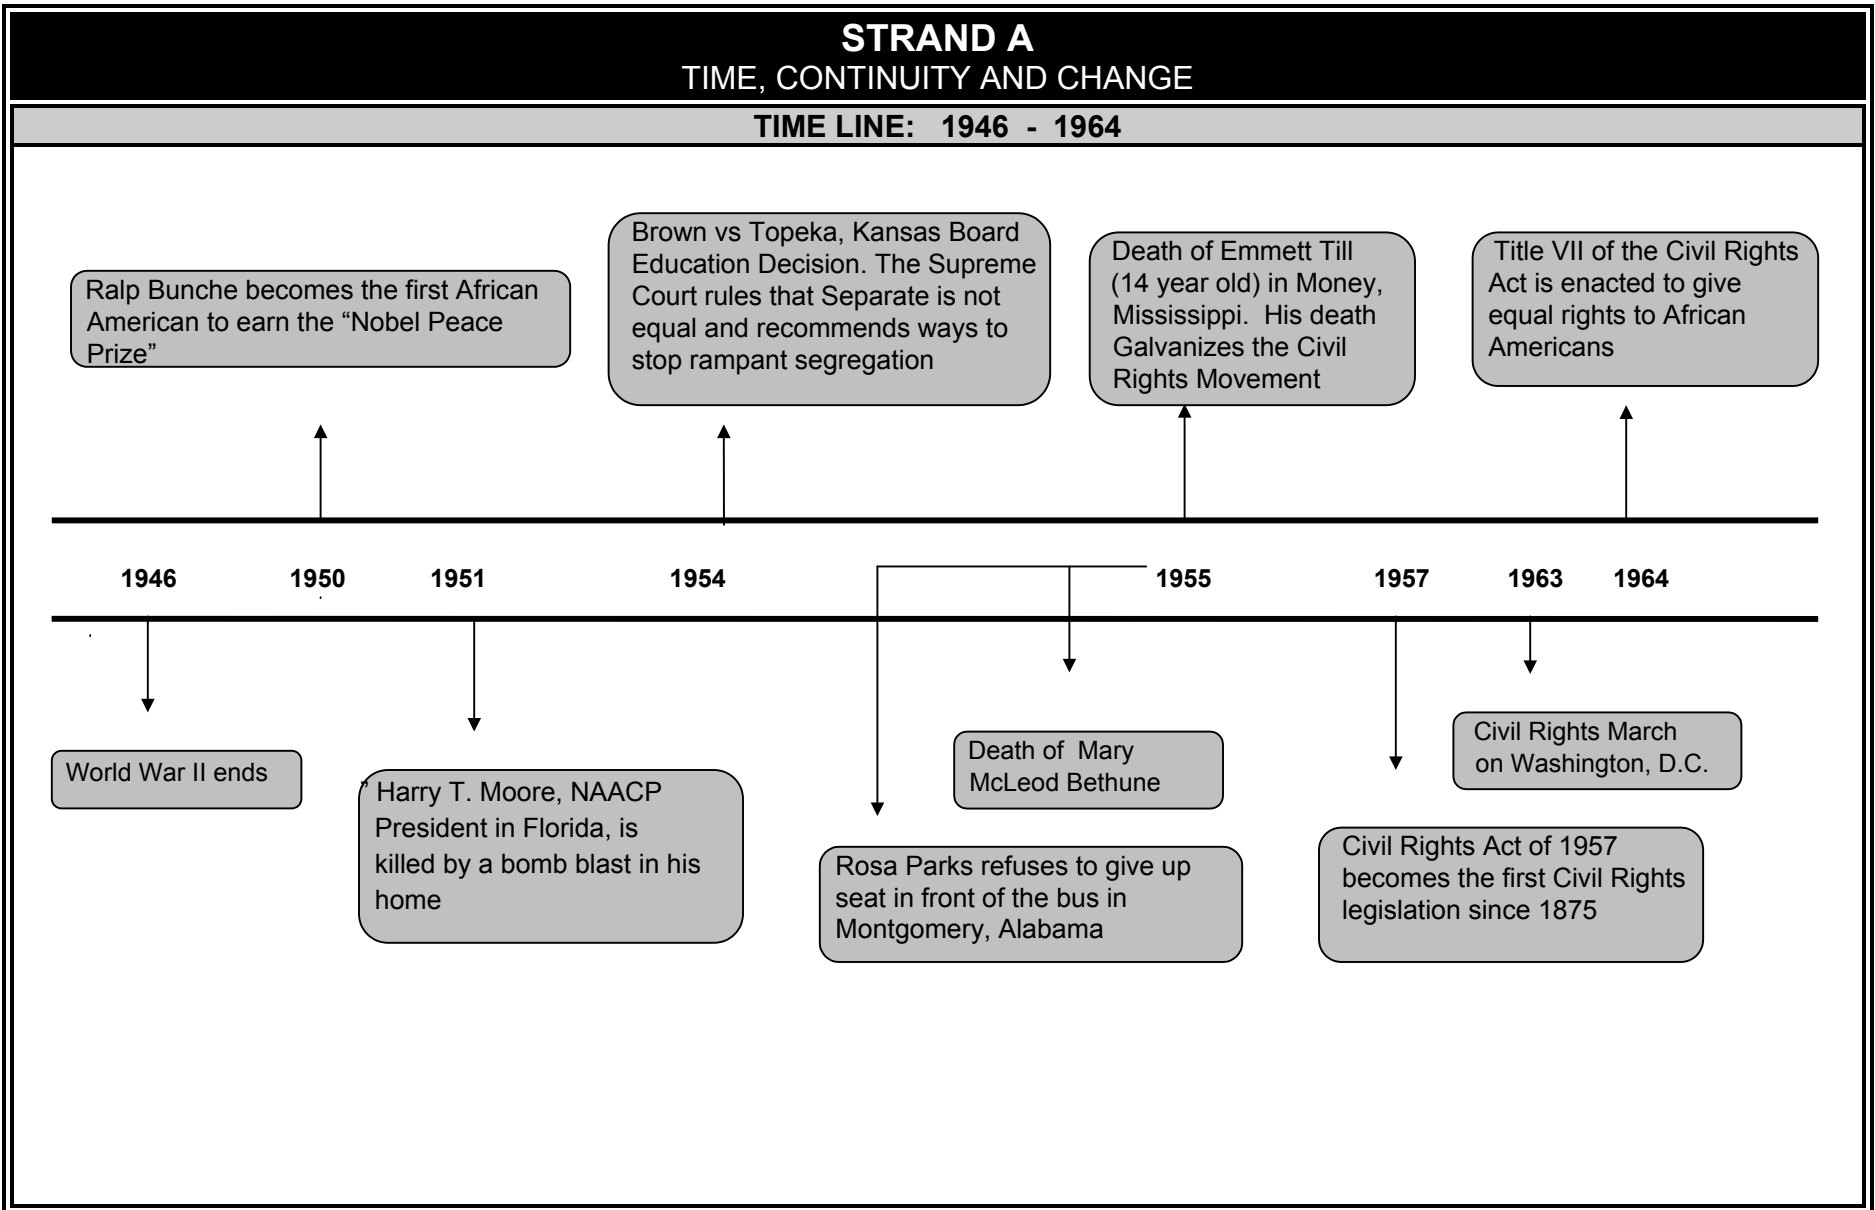 STRAND A
TIME, CONTINUITY AND CHANGE
TIME LINE: 1946 - 1964
Ralp Bunche becomes the first African
American to earn the “Nobel Peace
Prize”
Brown vs Topeka, Kansas Board
Education Decision. The Supreme
Court rules that Separate is not
equal and recommends ways to
stop rampant segregation
Death of Emmett Till
(14 year old) in Money,
Mississippi. His death
Galvanizes the Civil
Rights Movement
Title VII of the Civil Rights
Act is enacted to give
equal rights to African
Americans
1946 1950 1951 1954 1955 1957 1963 1964
World War II ends
” Harry T. Moore, NAACP
President in Florida, is
killed by a bomb blast in his
home
Death of Mary
McLeod Bethune
Rosa Parks refuses to give up
seat in front of the bus in
Montgomery, Alabama
Civil Rights March
on Washington, D.C.
Civil Rights Act of 1957
becomes the first Civil Rights
legislation since 1875